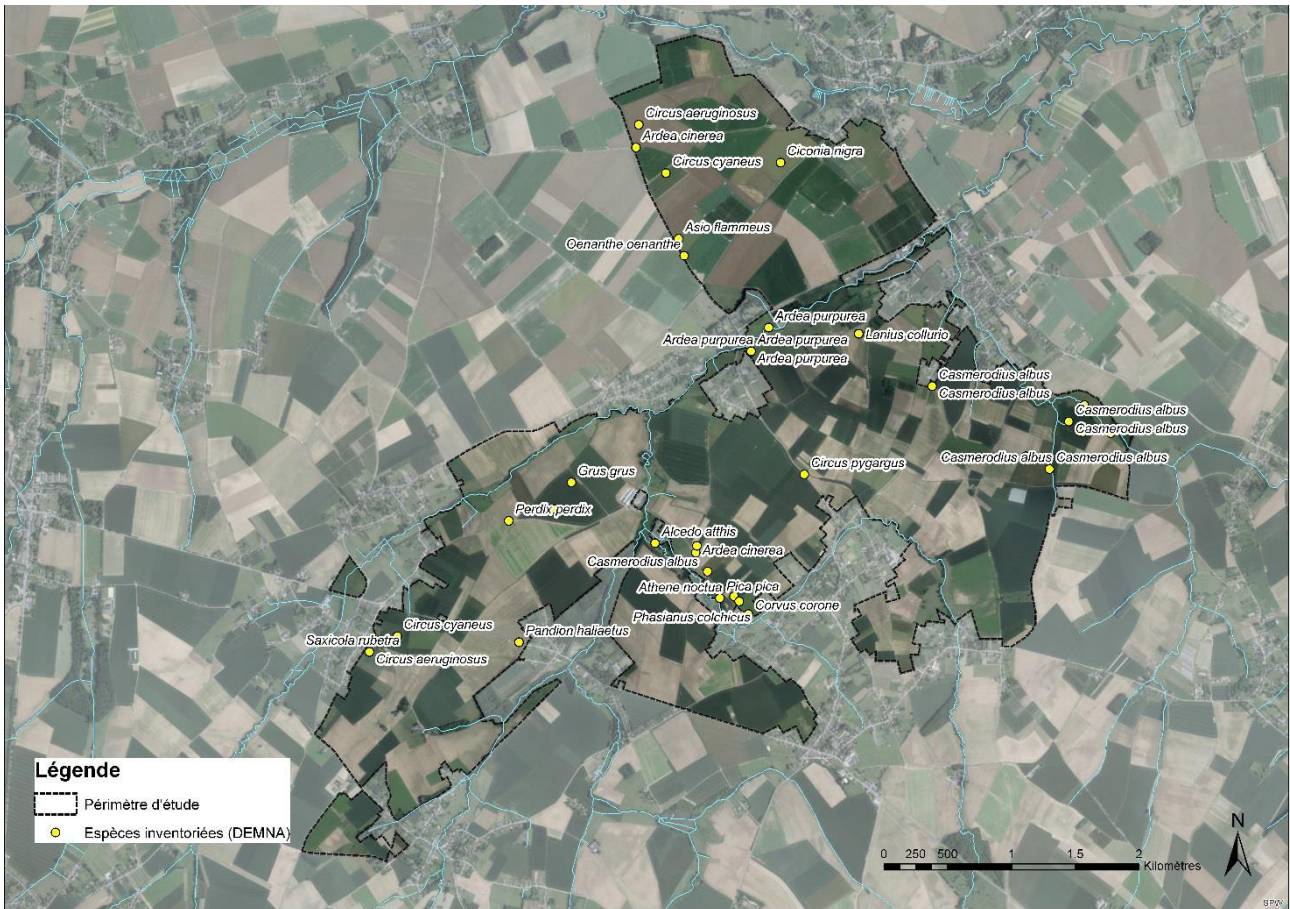 Circus aeruginosus
Ardea cinerea
Circus cyaneus
Ciconia nigra
Asio flammeus
Oenanthe oenanthe
Ardea purpurea
Ardea purpurea Ardea purpurea
Lanius collurio
Ardea purpurea
Casmerodius albus
Casmerodius albus
Casmerodius albus
Casmerodius albus
Casmerodius albus Casmerodius albus
Circus pygargus
Grus grus
Perdix perdix
Alcedo atthis
Ardea cinerea
Casmerodius albus
Athene noctua Pica pica
Corvus corone
Phasianus colchicus
Circus cyaneus
Saxicola rubetra
Pandion haliaetus
Circus aeruginosus
Légende
Périmètre d'étude
Espèces inventoriées (DEMNA)
N
0 250 500 1 1.5 2
Kilomètres
SPW